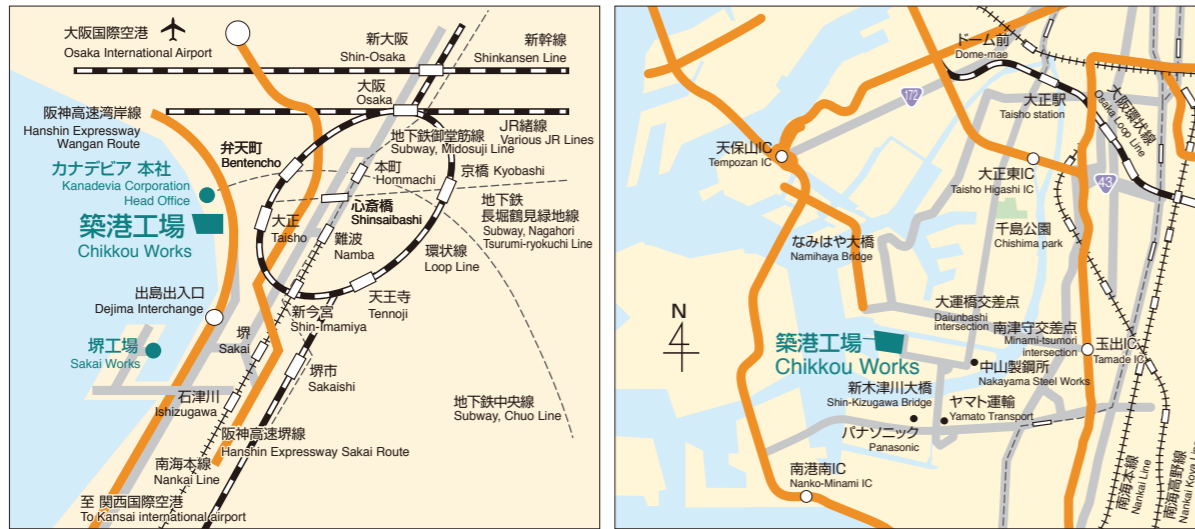 大阪国際空港
Osaka International Airport
新大阪
Shin-Osaka
新幹線
Shinkansen Line
大阪
Osaka
阪神高速湾岸線
Hanshin Expressway
Wangan Route
JR緒線
Various JR Lines
地下鉄御堂筋線
Subway, Midosuji Line
弁天町
Bentencho
本町
Hommachi
京橋 Kyobashi
カナデビア 本社
Kanadevia Corporation
Head Office
心斎橋
Shinsaibashi
地下鉄
長堀鶴見緑地線
Subway, Nagahori
Tsurumi-ryokuchi Line
築港工場
Chikkou Works
大正
Taisho
難波
Namba
環状線
Loop Line
天王寺
Tennoji
出島出入口
Dejima Interchange
新今宮
Shin-Imamiya
堺
Sakai
堺工場
Sakai Works
堺市
Sakaishi
石津川
Ishizugawa
地下鉄中央線
Subway, Chuo Line
阪神高速堺線
Hanshin Expressway Sakai Route
南海本線
Nankai Line
至 関西国際空港
To Kansai international airport
ドーム前
Dome-mae
172
大正駅
Taisho station
大阪環状線
Osaka Loop Line
天保山IC
Tempozan IC
大正東IC
Taisho Higashi IC
43
千島公園
Chishima park
なみはや大橋
Namihaya Bridge
大運橋交差点
Daiunbashi
intersection
N
南津守交差点
Minami-tsumori
intersection
玉出IC
Tamade IC
築港工場
Chikkou Works
中山製鋼所
Nakayama Steel Works
新木津川大橋
Shin-Kizugawa Bridge
ヤマト運輸
Yamato Transport
パナソニック
Panasonic
南港南IC
Nanko-Minami IC
南海本線
Nankai Line
南海高野線
Nankai Koya Line